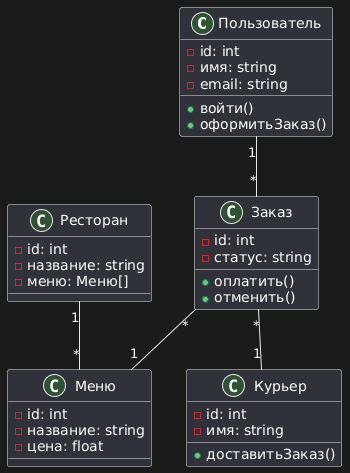 C Пользователь
id: int
имя: string
email: string
войти()
оформитьЗаказ()
1
*
C Ресторан
id: int
название: string
меню: Меню[]
C Заказ
id: int
статус: string
оплатить()
отменить()
1
*
*
1
*
1
C Меню
id: int
название: string
цена: float
C Курьер
id: int
имя: string
доставитьЗаказ()